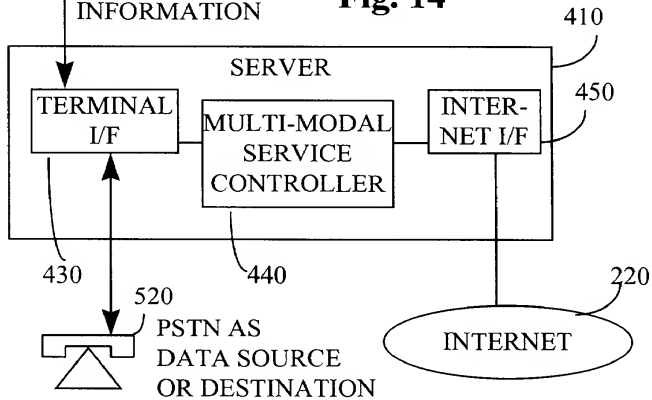 INFORMATION
Fig. 14
410
SERVER
TERMINAL
I/F
MULTI-MODAL
SERVICE
CONTROLLER
INTER-
NET I/F
450
430
440
520
220
PSTN AS
DATA SOURCE
OR DESTINATION
INTERNET